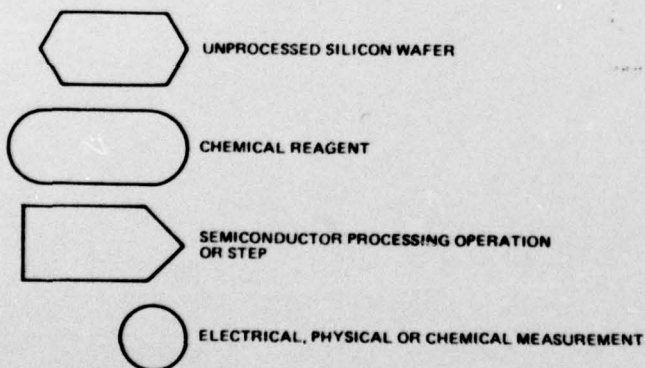 UNPROCESSED SILICON WAFER
CHEMICAL REAGENT
SEMICONDUCTOR PROCESSING OPERATION
OR STEP
ELECTRICAL, PHYSICAL OR CHEMICAL MEASUREMENT